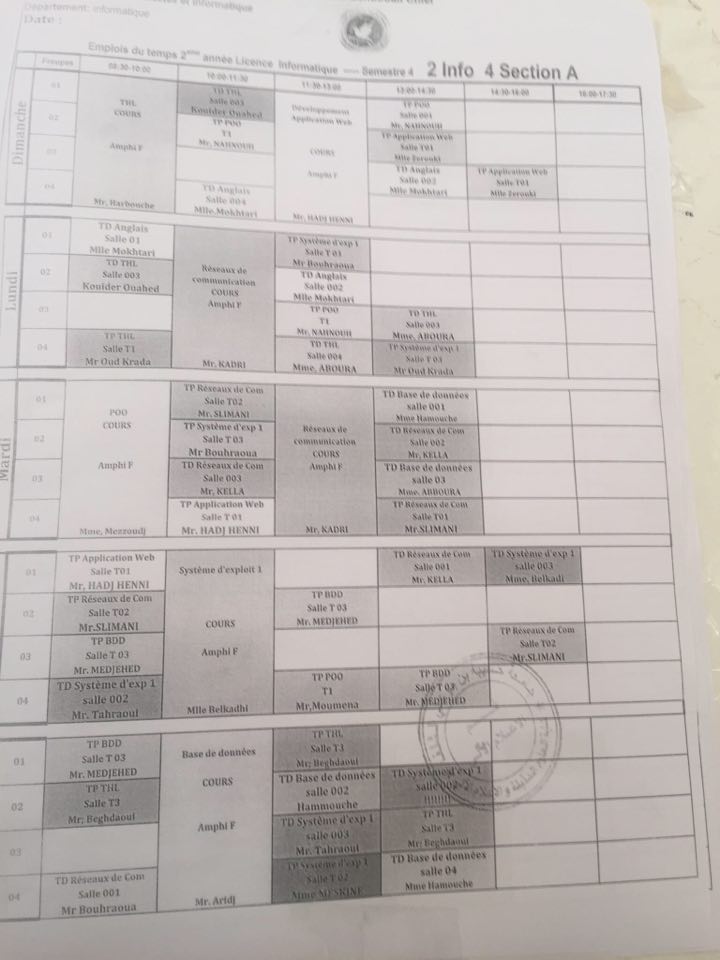 Département: informatique
Date :
Emplois du temps 2ème année Licence Informatique ---- Semestre 4 2 Info 4 Section A
Groupes 08:30-10:00 10:00-11:30 11:30-13:00 13:00-14:30 14:30-16:00 16:00-17:30
Dimanche
01
02
03
04
THL
COURS
Amphi F
Mr. Harbouche
TD THL
Salle 003
Kouider Ouahed
TP POO
T1
Mr. NAHNOUH
TD Anglais
Salle 004
Mlle Mokhtari
Développement
Application Web
COURS
Amphi F
Mr. HADJ HENNI
TP POO
Salle 001
Mr. NAHNOUH
TP Application Web
Salle T01
Mlle Zerouki
TD Anglais
Salle 002
Mlle Mokhtari
TP Application Web
Salle T01
Mlle Zerouki
Lundi
01
02
03
04
TD Anglais
Salle 01
Mlle Mokhtari
TD THL
Salle 003
Kouider Ouahed
TP THL
Salle T1
Mr Oud Krada
Réseaux de
communication
COURS
Amphi F
Mr. KADRI
TP Système d'exp 1
Salle T 03
Mr Bouhraoua
TD Anglais
Salle 002
Mlle Mokhtari
TP POO
T1
Mr. NAHNOUH
TD THL
Salle 004
Mme. ABOURA
TD THL
Salle 003
Mme. ABOURA
TP Système d'exp 1
Salle T 03
Mr Oud Krada
Mardi
01
02
03
04
POO
COURS
Amphi F
Mme, Mezzoudj
TP Réseaux de Com
Salle T02
Mr. SLIMANI
TP Système d'exp 1
Salle T 03
Mr Bouhraoua
TD Réseaux de Com
Salle 003
Mr, KELLA
TP Application Web
Salle T 01
Mr. HADJ HENNI
Réseaux de
communication
COURS
Amphi F
Mr, KADRI
TD Base de données
salle 001
Mme Hamouche
TD Réseaux de Com
Salle 002
Mr, KELLA
TD Base de données
salle 03
Mme. ABBOURA
TP Réseaux de Com
Salle T01
Mr.SLIMANI
01
02
03
04
TP Application Web
Salle T01
Mr, HADJ HENNI
TP Réseaux de Com
Salle T02
Mr.SLIMANI
TP BDD
Salle T 03
Mr. MEDJEHED
TD Système d'exp 1
salle 002
Mr. Tahraoui
Système d'exploit 1
COURS
Amphi F
Mlle Belkadhi
TP BDD
Salle T 03
Mr. MEDJEHED
TP POO
T1
Mr,Moumena
TD Réseaux de Com
Salle 001
Mr. KELLA
TP BDD
Salle T 03
Mr. MEDJEHED
TD Système d'exp 1
salle 003
Mme, Belkadi
TP Réseaux de Com
Salle T02
Mr.SLIMANI
01
02
03
04
TP BDD
Salle T 03
Mr. MEDJEHED
TP THL
Salle T3
Mr; Beghdaoui
TD Réseaux de Com
Salle 001
Mr Bouhraoua
Base de données
COURS
Amphi F
Mr. Aridj
TP THL
Salle T3
Mr; Beghdaoui
TD Base de données
salle 002
Hammouche
TD Système d'exp 1
salle 003
Mr. Tahraoui
TP Système d'exp 1
Salle T 02
Mme MESKINE
TD Système d'exp 1
salle 002
TP THL
Salle T3
Mr; Beghdaoui
TD Base de données
salle 04
Mme Hamouche